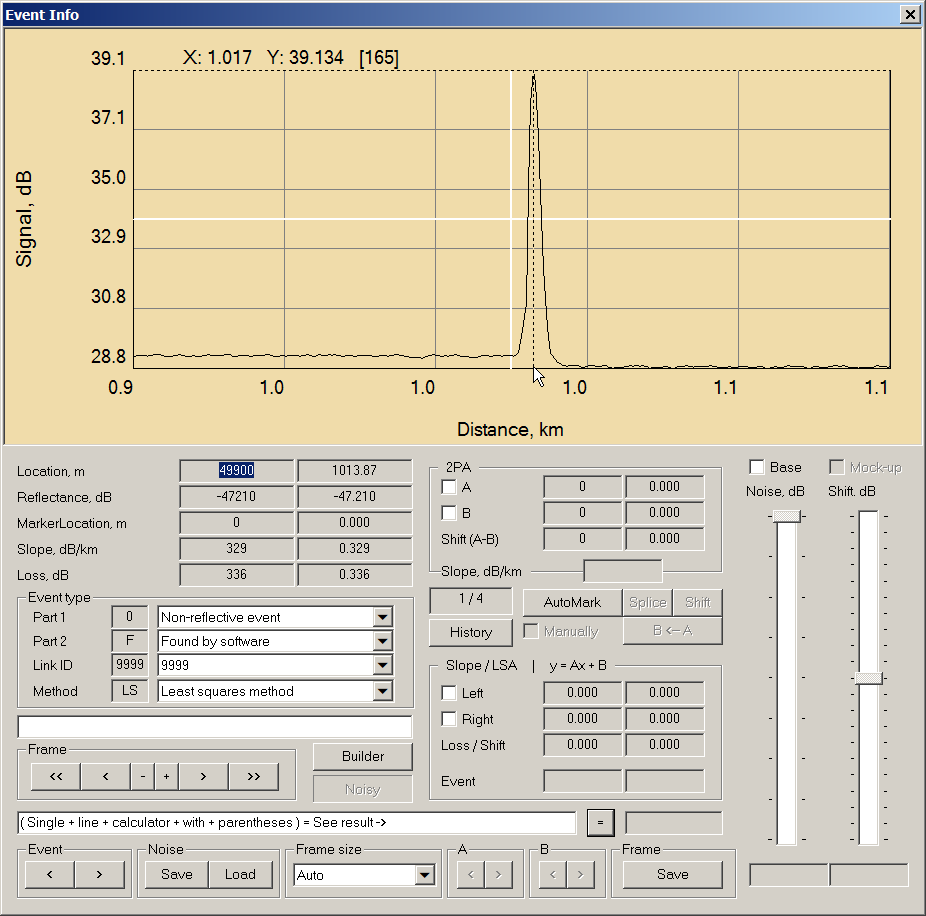 Event Info
39.1 X: 1.017 Y: 39.134 [165]
37.1
35.0
32.9
30.8
28.8
Signal, dB
0.9 1.0 1.0 1.0 1.1 1.1
Distance, km
Location, m 49900 1013.87
Reflectance, dB -47210 -47.210
MarkerLocation, m 0 0.000
Slope, dB/km 329 0.329
Loss, dB 336 0.336
Event type
Part 1 0 Non-reflective event
Part 2 F Found by software
Link ID 9999 9999
Method LS Least squares method
Frame
<< < - + > >>
Builder
Noisy
2PA
A 0 0.000
B 0 0.000
Shift (A-B) 0 0.000
Slope, dB/km
1 / 4 AutoMark Splice Shift
History Manually B <-- A
Slope / LSA | y = Ax + B
Left 0.000 0.000
Right 0.000 0.000
Loss / Shift 0.000 0.000
Event
Base Mock-up
Noise, dB Shift. dB
( Single + line + calculator + with + parentheses ) = See result -> =
Event Noise Frame size A B Frame
< > Save Load Auto < > < > Save